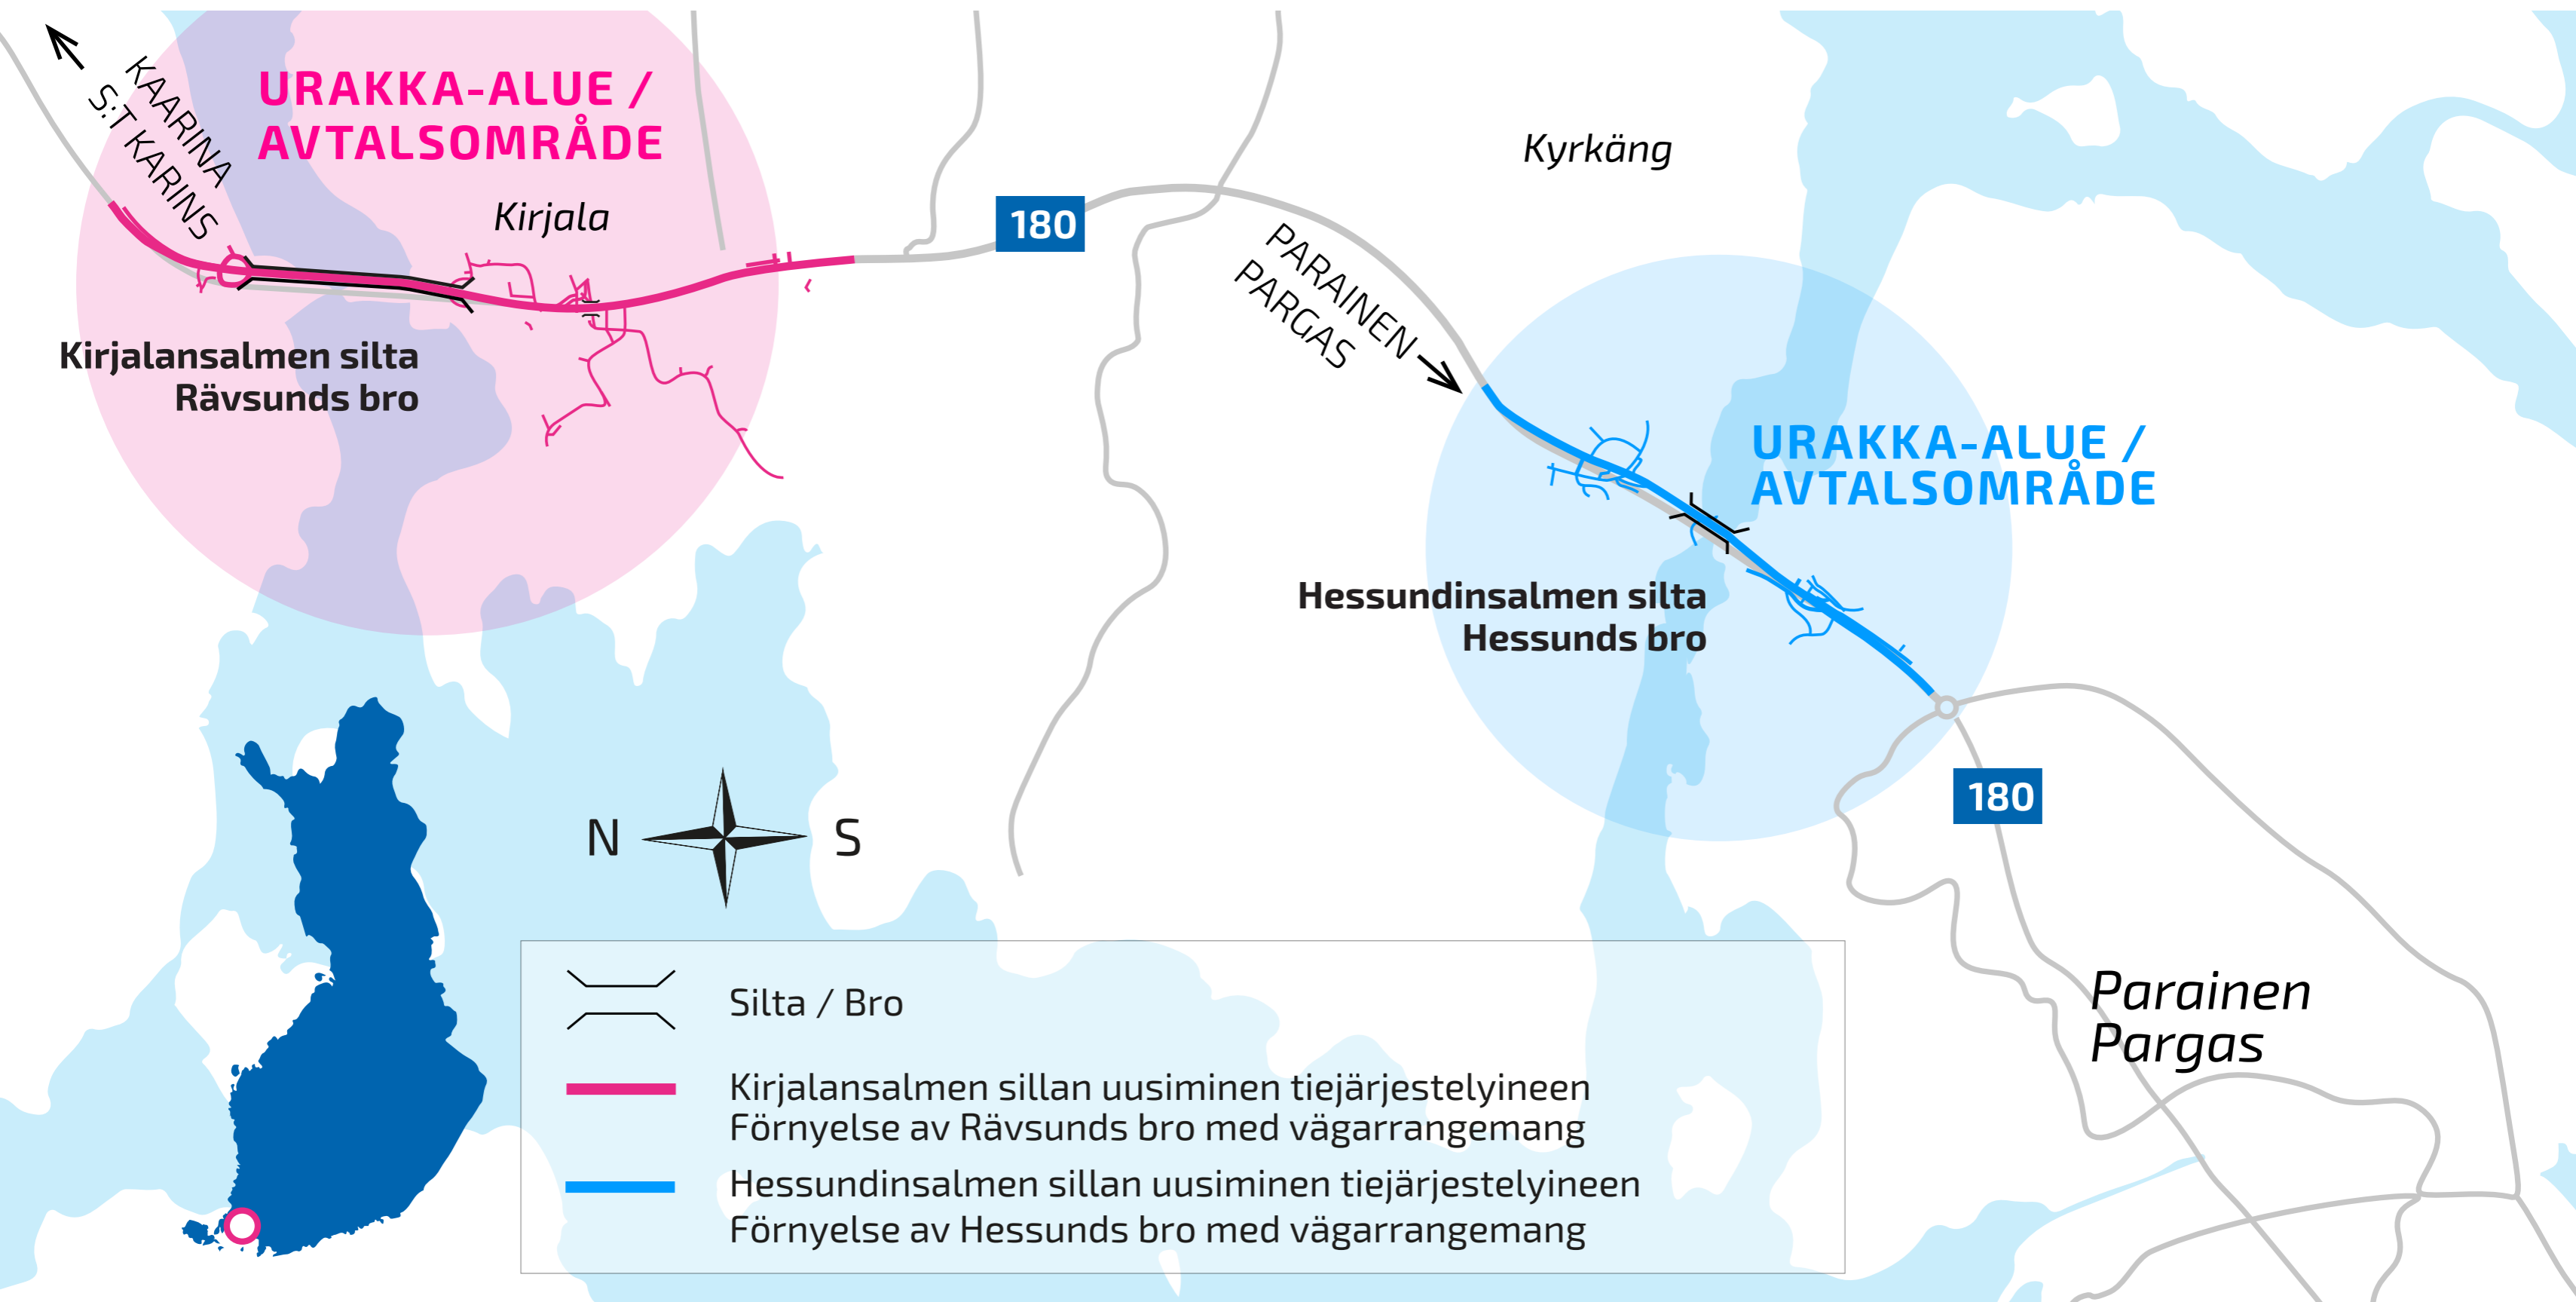 KAARINA
S:T KARINS
URAKKA-ALUE /
AVTALSOMRÅDE
Kirjala
Kirjalansalmen silta
Rävsunds bro
180
Kyrkäng
PARAINEN
PARGAS
URAKKA-ALUE /
AVTALSOMRÅDE
Hessundinsalmen silta
Hessunds bro
180
Parainen
Pargas
N
S
Silta / Bro
Kirjalansalmen sillan uusiminen tiejärjestelyineen
Förnyelse av Rävsunds bro med vägarrangemang
Hessundinsalmen sillan uusiminen tiejärjestelyineen
Förnyelse av Hessunds bro med vägarrangemang